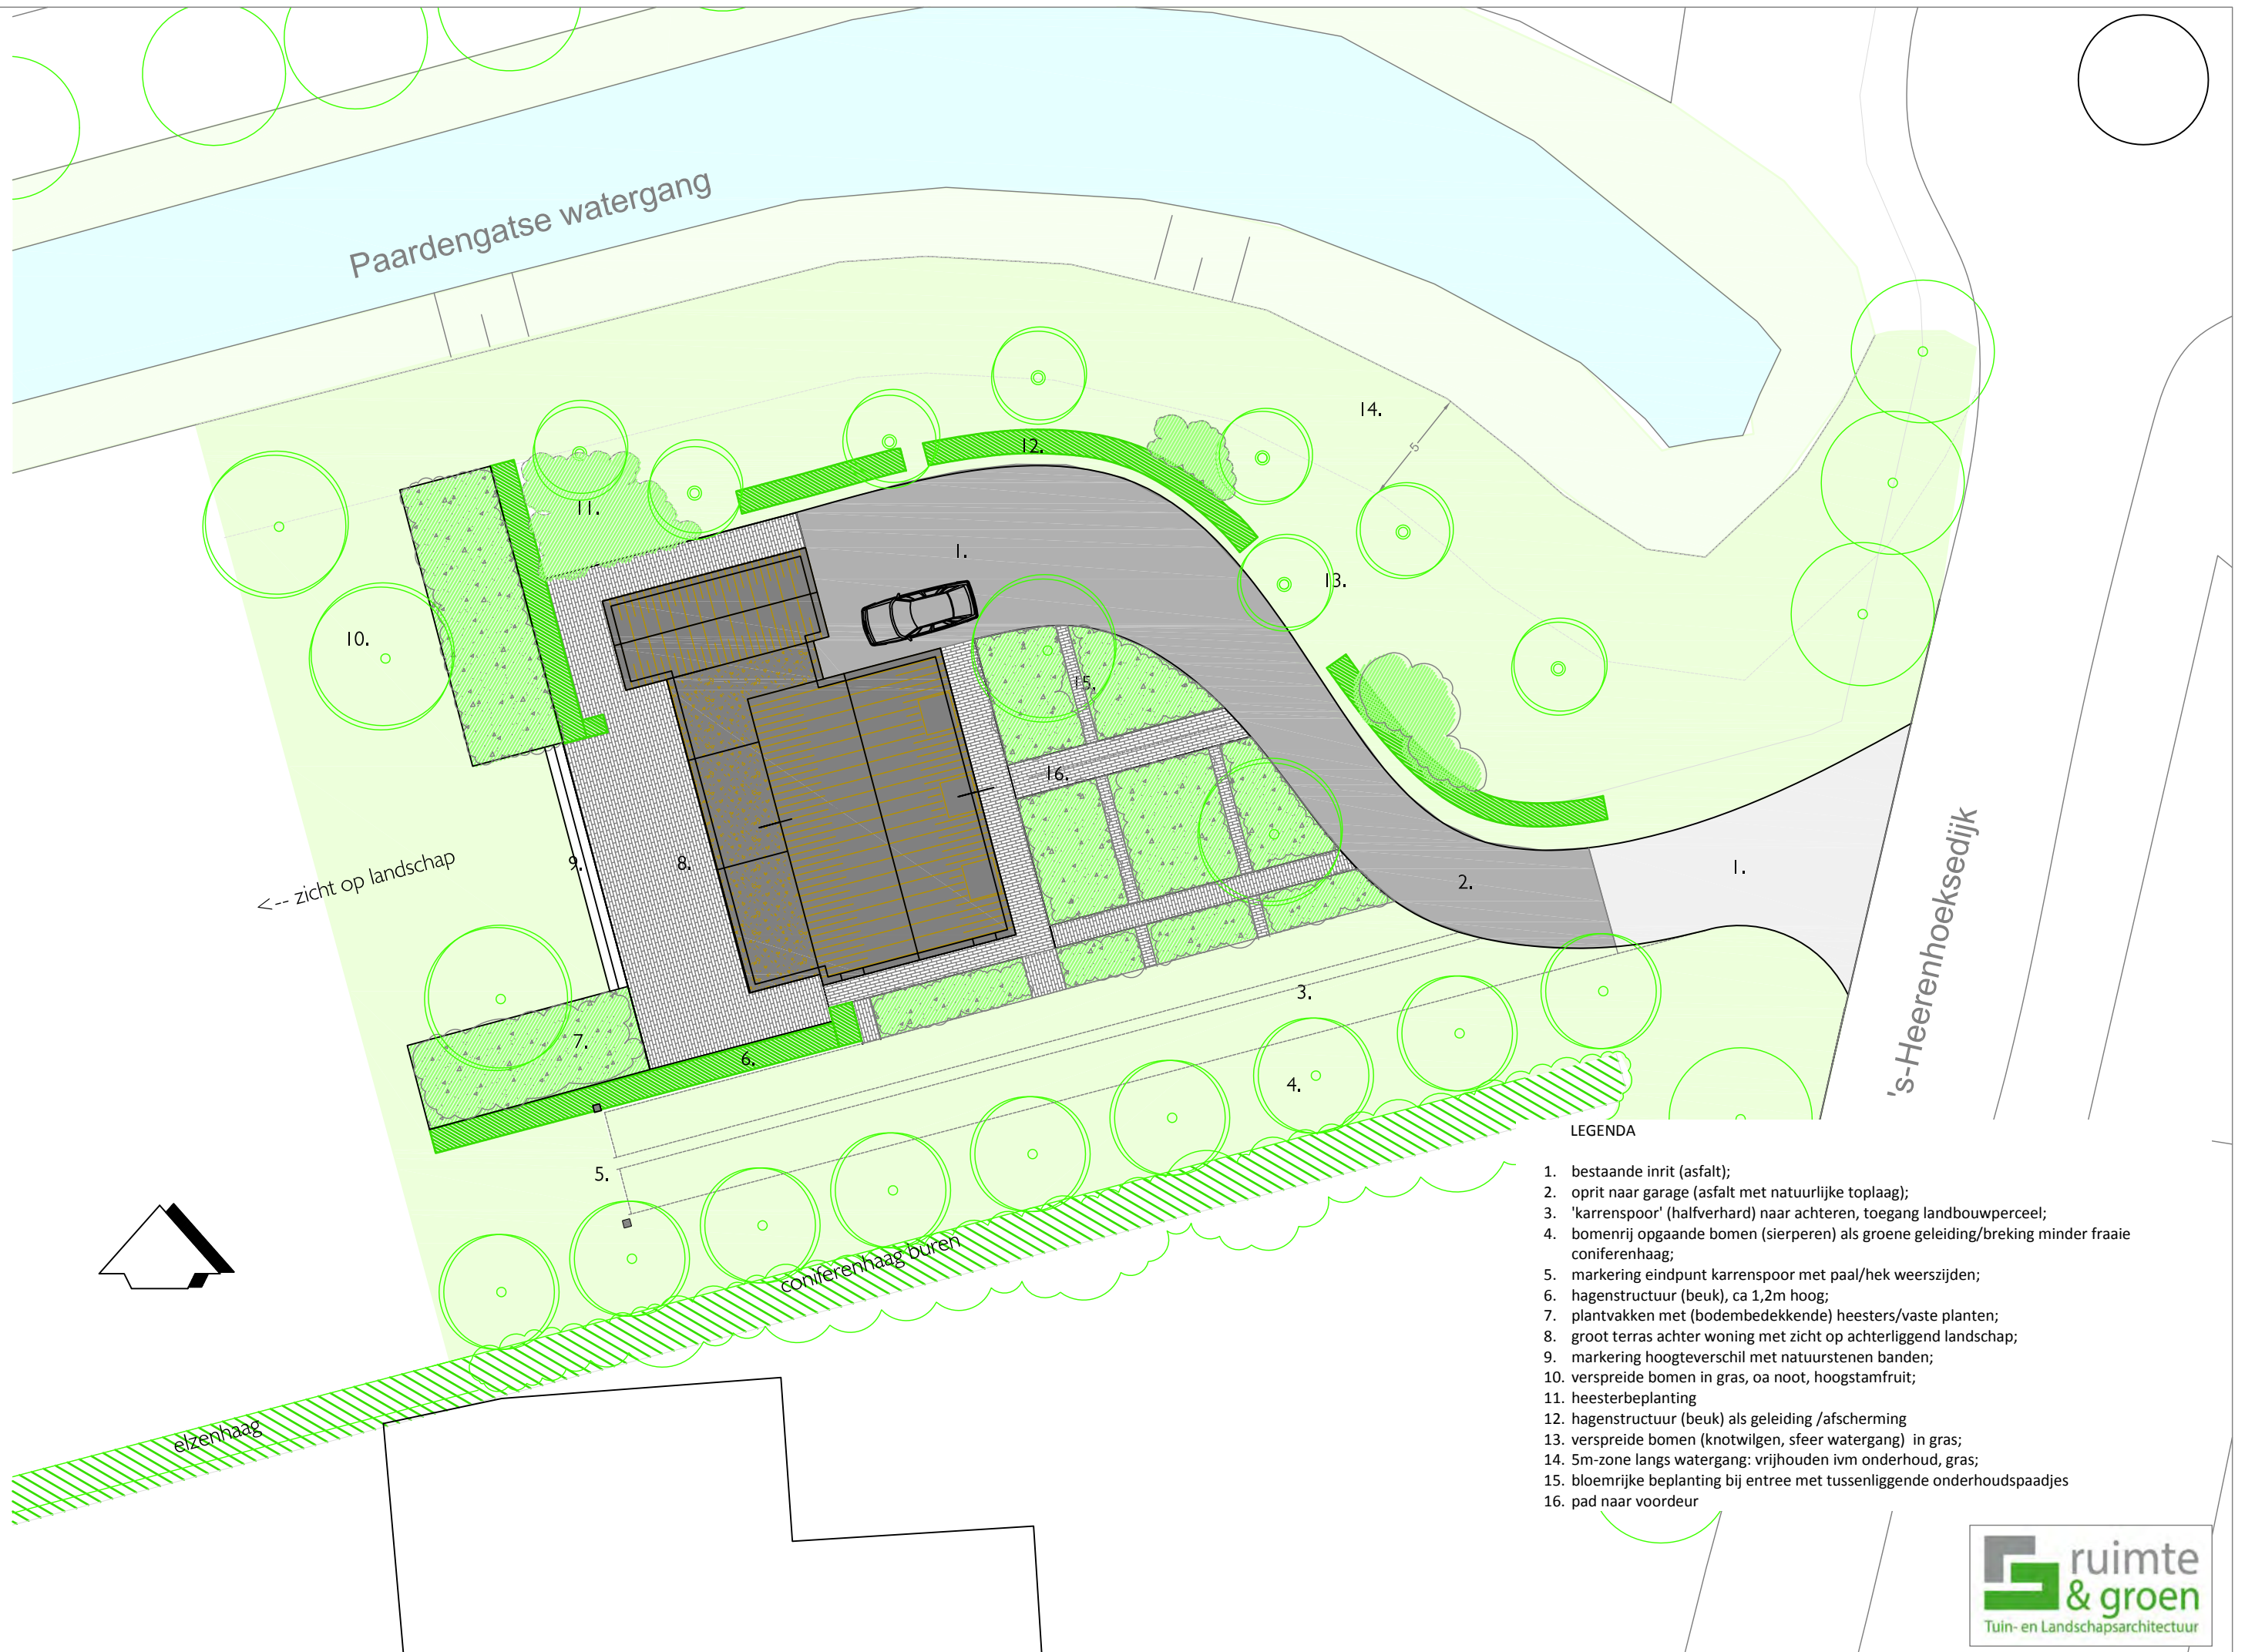 Paardengatse watergang
14.
5
12.
11.
1.
13.
10.
15.
16.
9.
8.
<-- zicht op landschap
1.
2.
's-Heerenhoeksedijk
3.
7.
6.
4.
5.
coniferenhaag buren
elzenhaag
LEGENDA
1. bestaande inrit (asfalt);
2. oprit naar garage (asfalt met natuurlijke toplaag);
3. 'karrenspoor' (halfverhard) naar achteren, toegang landbouwperceel;
4. bomenrij opgaande bomen (sierperen) als groene geleiding/breking minder fraaie
coniferenhaag;
5. markering eindpunt karrenspoor met paal/hek weerszijden;
6. hagenstructuur (beuk), ca 1,2m hoog;
7. plantvakken met (bodembedekkende) heesters/vaste planten;
8. groot terras achter woning met zicht op achterliggend landschap;
9. markering hoogteverschil met natuurstenen banden;
10. verspreide bomen in gras, oa noot, hoogstamfruit;
11. heesterbeplanting
12. hagenstructuur (beuk) als geleiding /afscherming
13. verspreide bomen (knotwilgen, sfeer watergang) in gras;
14. 5m-zone langs watergang: vrijhouden ivm onderhoud, gras;
15. bloemrijke beplanting bij entree met tussenliggende onderhoudspaadjes
16. pad naar voordeur
ruimte
& groen
Tuin- en Landschapsarchitectuur